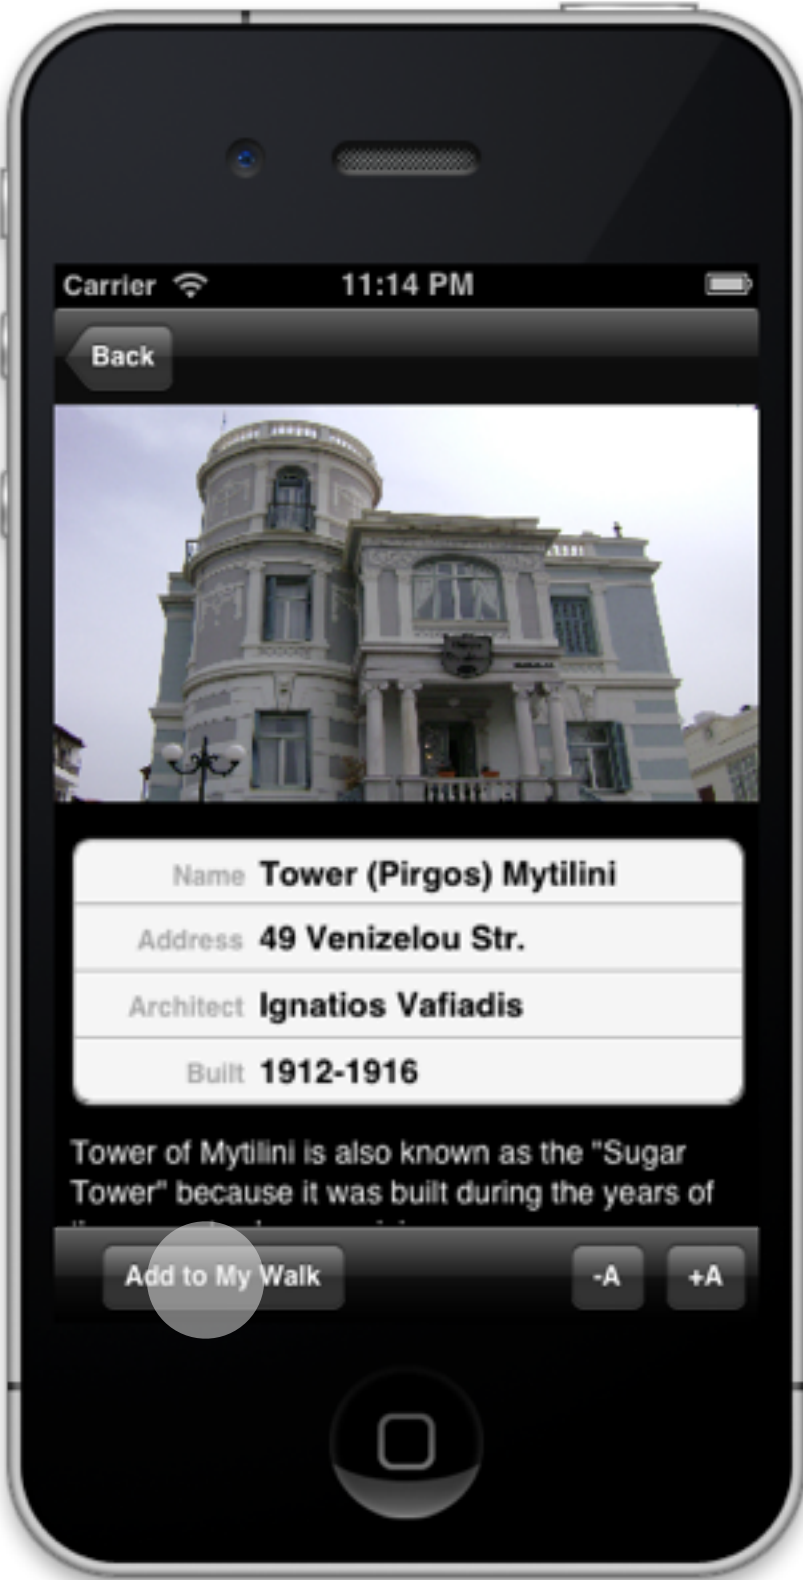 Carrier 11:14 PM
Back
Name Tower (Pirgos) Mytilini
Address 49 Venizelou Str.
Architect Ignatios Vafiadis
Built 1912-1916
Tower of Mytilini is also known as the "Sugar
Tower" because it was built during the years of
Add to My Walk -A +A